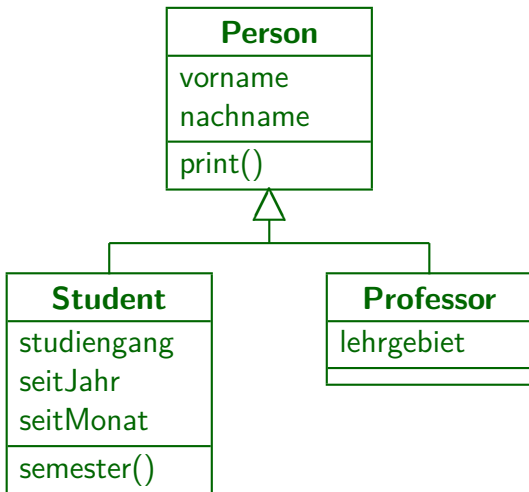 Person
vorname
nachname
print()
Student
studiengang
seitJahr
seitMonat
semester()
Professor
lehrgebiet